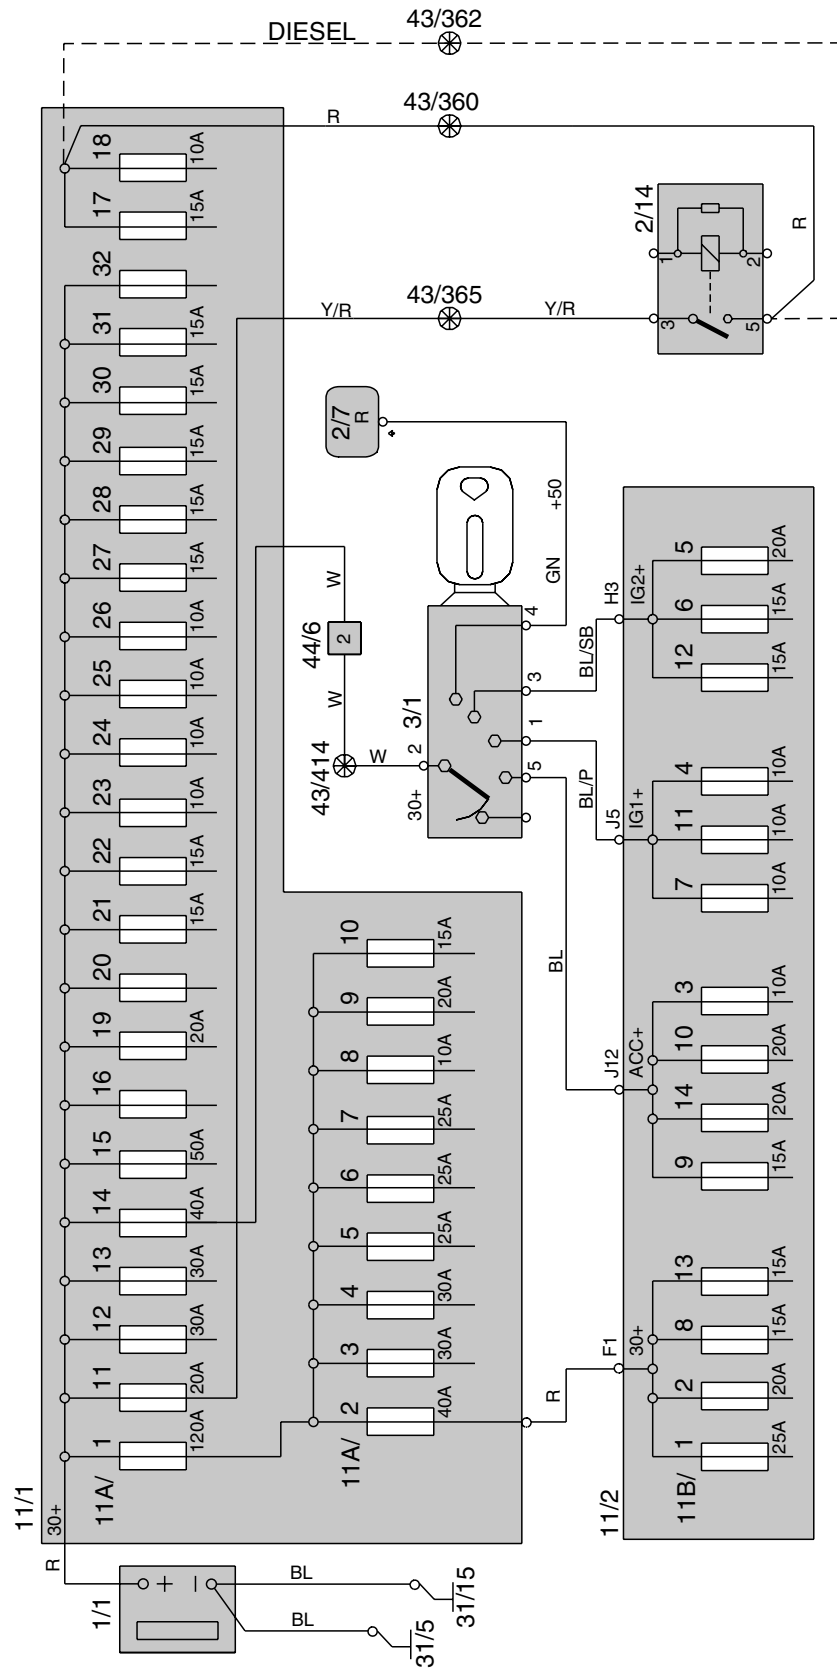 DIESEL
43/362
43/360
R
18
10A
17
15A
2/14
1
2
3
5
R
32
31
15A
43/365
Y/R
Y/R
30
15A
29
15A
28
15A
27
15A
26
10A
25
10A
24
10A
23
10A
22
15A
21
15A
20
19
20A
16
15
50A
14
40A
13
30A
12
30A
11
20A
1
120A
11A/
30+
11/1
2/7
R
+50
GN
W
44/6
2
W
43/414
W
3/1
30+
2
4
3
1
5
BL/SB
BL/P
BL
10
15A
9
20A
8
10A
7
25A
6
25A
5
25A
4
30A
3
30A
2
40A
11A/
R
H3
IG2+
5
20A
6
15A
12
15A
J5
IG1+
4
10A
11
10A
7
10A
J12
ACC+
3
10A
10
20A
14
20A
9
15A
F1
30+
13
15A
8
15A
2
20A
1
25A
11B/
11/2
R
1/1
+
–
BL
BL
31/15
31/5